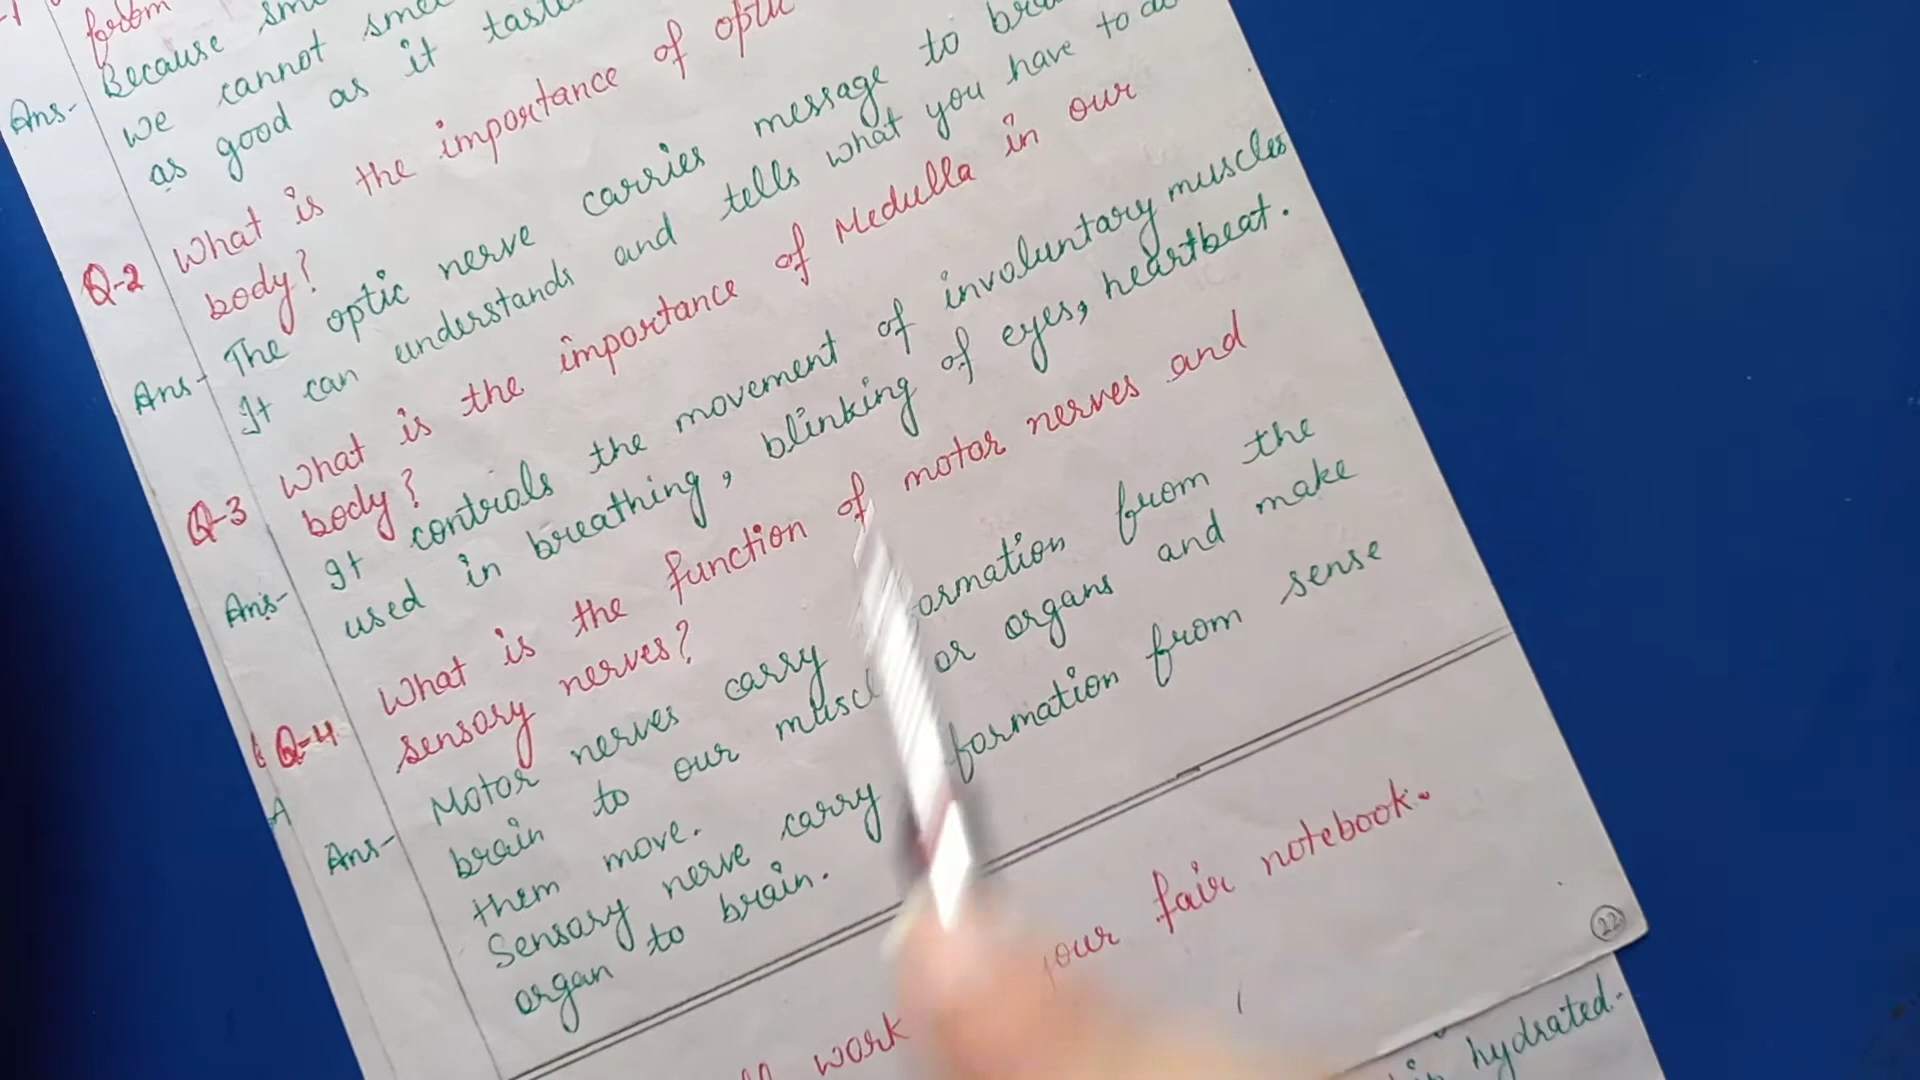 from
Ans- Because
we cannot
as good as it
Q-2 What is the importance of optic
body?
Ans- The optic nerve carries message to
It can understands and tells what you have to do
Q-3 What is the importance of Medulla in our
body?
Ans- It controls the movement of involuntary muscles
used in breathing, blinking of eyes, heartbeat.
Q-4 What is the function of motor nerves and
sensory nerves?
A
Ans- Motor nerves carry from the
brain to our or organs and make
them move.
Sensory nerve carry from sense
organ to brain.
work fair notebook.
22
hydrated.